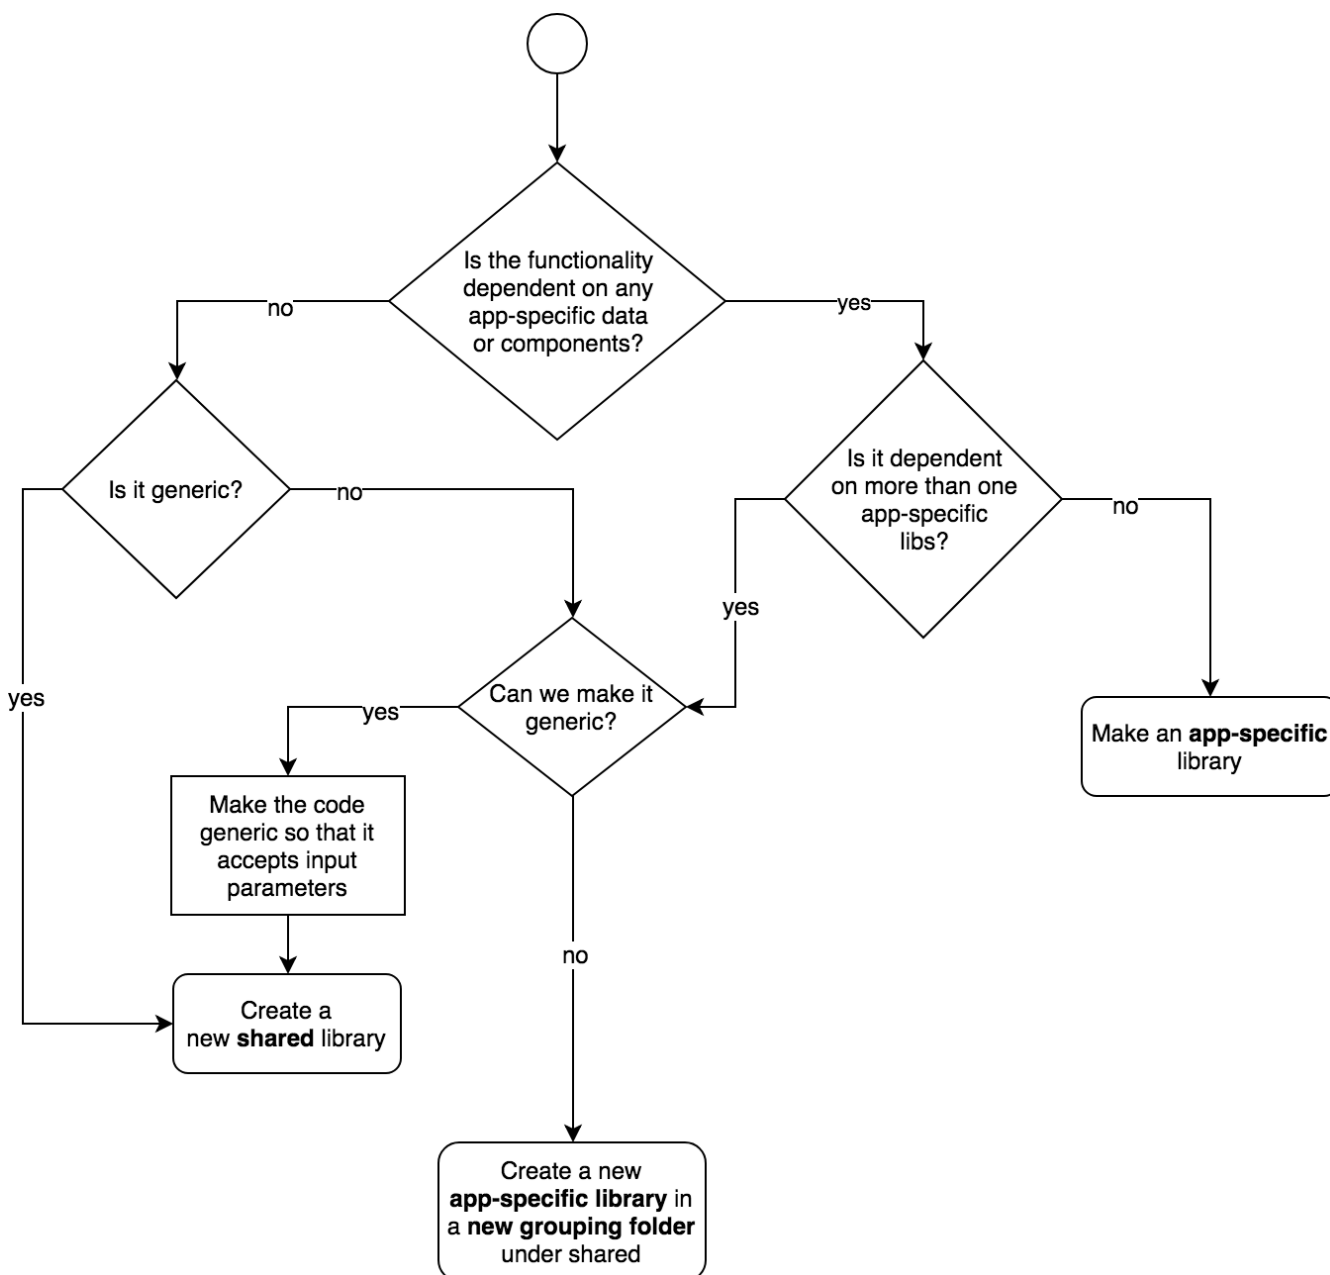 Is the functionality
dependent on any
app-specific data
or components?
no
yes
Is it generic?
no
Is it dependent
on more than one
app-specific
libs?
no
yes
yes
Can we make it
generic?
yes
Make an app-specific
library
Make the code
generic so that it
accepts input
parameters
no
Create a
new shared library
Create a new
app-specific library in
a new grouping folder
under shared